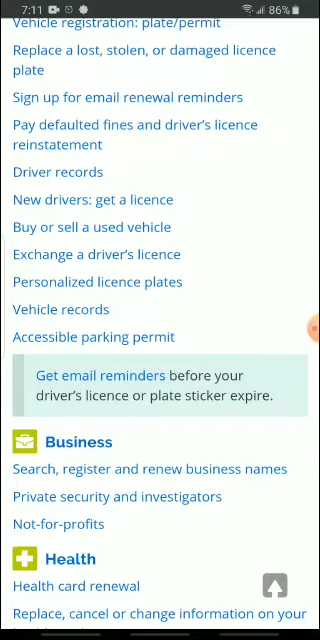 7:11 86%
Vehicle registration: plate/permit
Replace a lost, stolen, or damaged licence
plate
Sign up for email renewal reminders
Pay defaulted fines and driver's licence
reinstatement
Driver records
New drivers: get a licence
Buy or sell a used vehicle
Exchange a driver's licence
Personalized licence plates
Vehicle records
Accessible parking permit
Get email reminders before your
driver's licence or plate sticker expire.
Business
Search, register and renew business names
Private security and investigators
Not-for-profits
Health
Health card renewal
Replace, cancel or change information on your